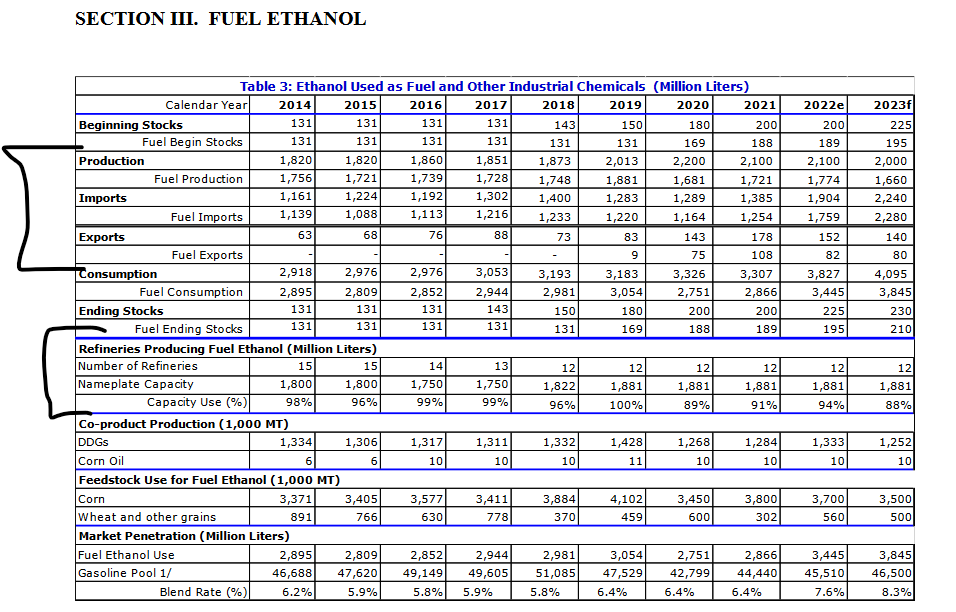 SECTION III. FUEL ETHANOL
Table 3: Ethanol Used as Fuel and Other Industrial Chemicals (Million Liters)
Calendar Year 2014 2015 2016 2017 2018 2019 2020 2021 2022e 2023f
Beginning Stocks 131 131 131 131 143 150 180 200 200 225
Fuel Begin Stocks 131 131 131 131 131 131 169 188 189 195
Production 1,820 1,820 1,860 1,851 1,873 2,013 2,200 2,100 2,100 2,000
Fuel Production 1,756 1,721 1,739 1,728 1,748 1,881 1,681 1,721 1,774 1,660
Imports 1,161 1,224 1,192 1,302 1,400 1,283 1,289 1,385 1,904 2,240
Fuel Imports 1,139 1,088 1,113 1,216 1,233 1,220 1,164 1,254 1,759 2,280
Exports 63 68 76 88 73 83 143 178 152 140
Fuel Exports - - - - - 9 75 108 82 80
Consumption 2,918 2,976 2,976 3,053 3,193 3,183 3,326 3,307 3,827 4,095
Fuel Consumption 2,895 2,809 2,852 2,944 2,981 3,054 2,751 2,866 3,445 3,845
Ending Stocks 131 131 131 143 150 180 200 200 225 230
Fuel Ending Stocks 131 131 131 131 131 169 188 189 195 210
Refineries Producing Fuel Ethanol (Million Liters)
Number of Refineries 15 15 14 13 12 12 12 12 12 12
Nameplate Capacity 1,800 1,800 1,750 1,750 1,822 1,881 1,881 1,881 1,881 1,881
Capacity Use (%) 98% 96% 99% 99% 96% 100% 89% 91% 94% 88%
Co-product Production (1,000 MT)
DDGs 1,334 1,306 1,317 1,311 1,332 1,428 1,268 1,284 1,333 1,252
Corn Oil 6 6 10 10 10 11 10 10 10 10
Feedstock Use for Fuel Ethanol (1,000 MT)
Corn 3,371 3,405 3,577 3,411 3,884 4,102 3,450 3,800 3,700 3,500
Wheat and other grains 891 766 630 778 370 459 600 302 560 500
Market Penetration (Million Liters)
Fuel Ethanol Use 2,895 2,809 2,852 2,944 2,981 3,054 2,751 2,866 3,445 3,845
Gasoline Pool 1/ 46,688 47,620 49,149 49,605 51,085 47,529 42,799 44,440 45,510 46,500
Blend Rate (%) 6.2% 5.9% 5.8% 5.9% 5.8% 6.4% 6.4% 6.4% 7.6% 8.3%